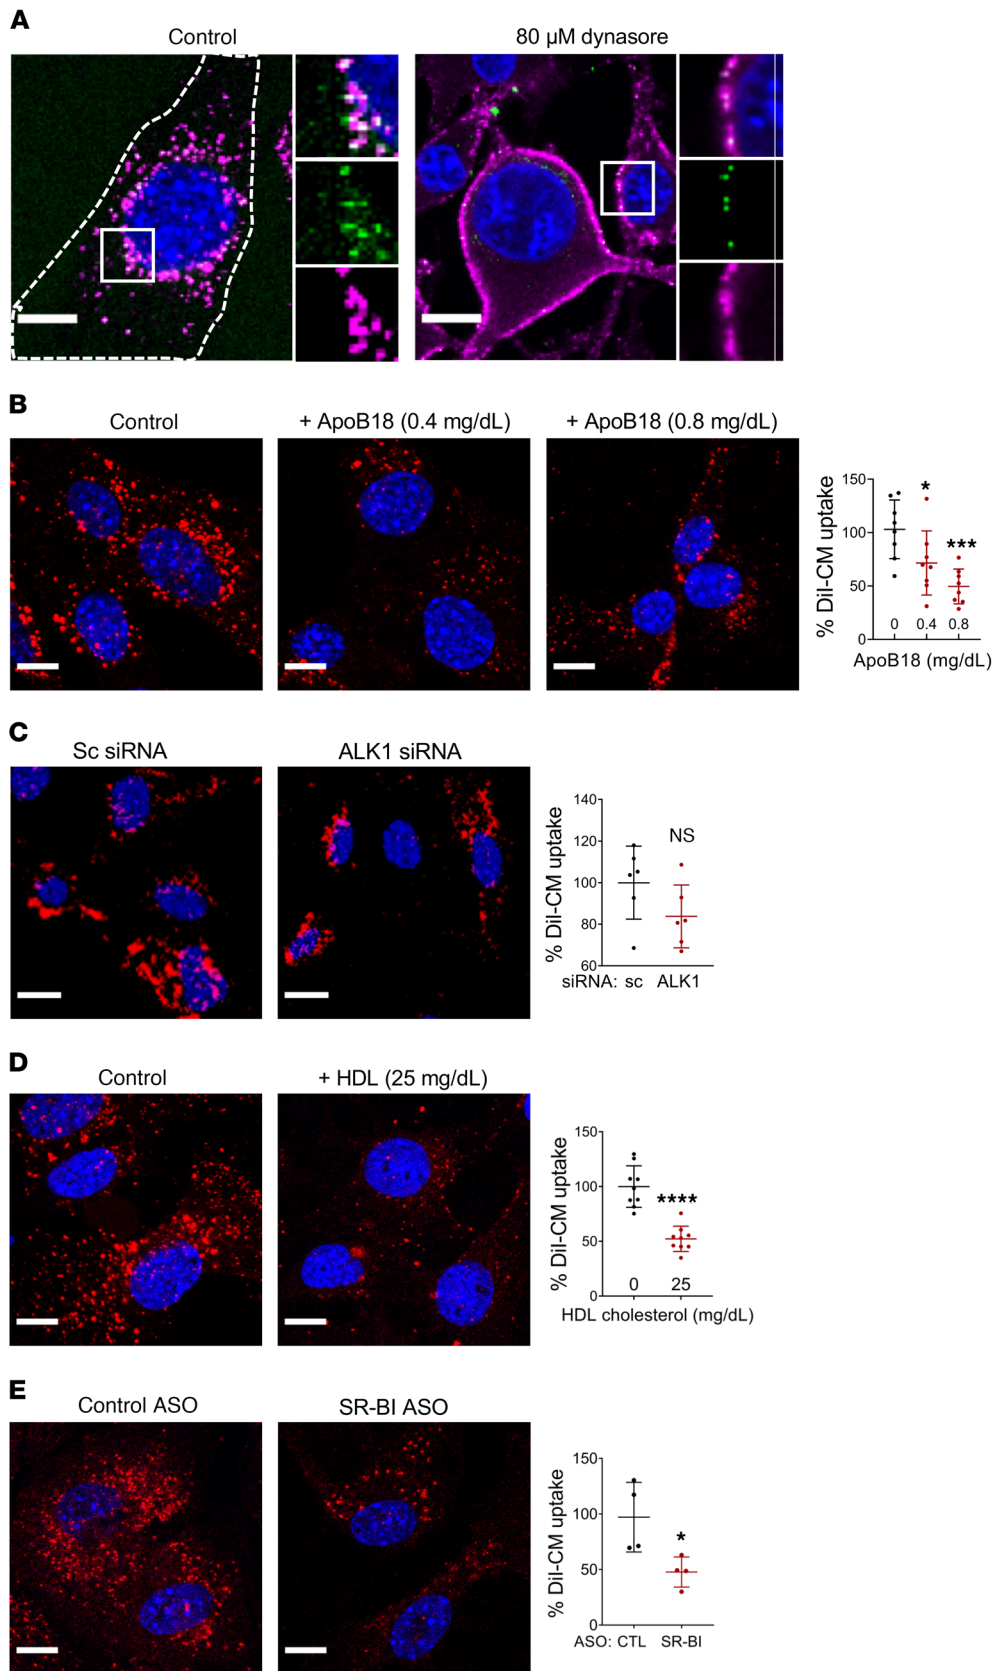 A
Control
80 µM dynasore
B
Control
+ ApoB18 (0.4 mg/dL)
+ ApoB18 (0.8 mg/dL)
% DiI-CM uptake
150
100
50
0
*
***
0
0.4
0.8
ApoB18 (mg/dL)
C
Sc siRNA
ALK1 siRNA
% DiI-CM uptake
140
120
100
80
60
NS
siRNA: sc ALK1
D
Control
+ HDL (25 mg/dL)
% DiI-CM uptake
150
100
50
0
****
0
25
HDL cholesterol (mg/dL)
E
Control ASO
SR-BI ASO
% DiI-CM uptake
150
100
50
0
*
ASO: CTL SR-BI